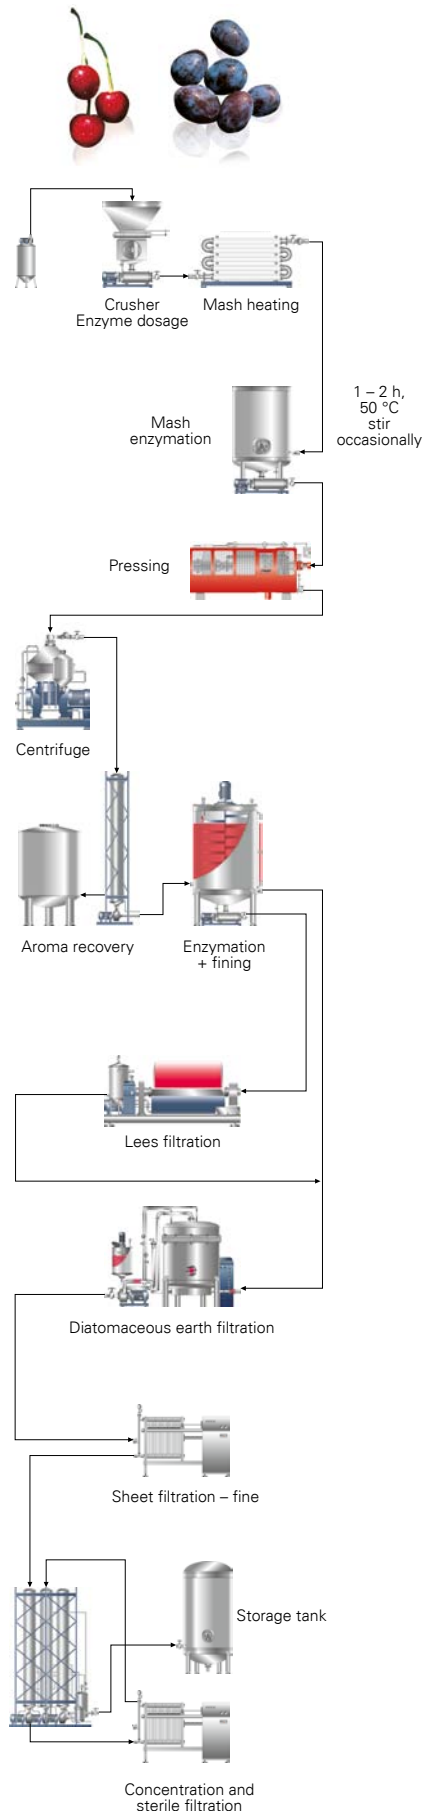 Crusher
Enzyme dosage
Mash heating
Mash
enzymation
1 – 2 h,
50 °C
stir
occasionally
Pressing
Centrifuge
Aroma recovery
Enzymation
+ fining
Lees filtration
Diatomaceous earth filtration
Sheet filtration – fine
Storage tank
Concentration and
sterile filtration